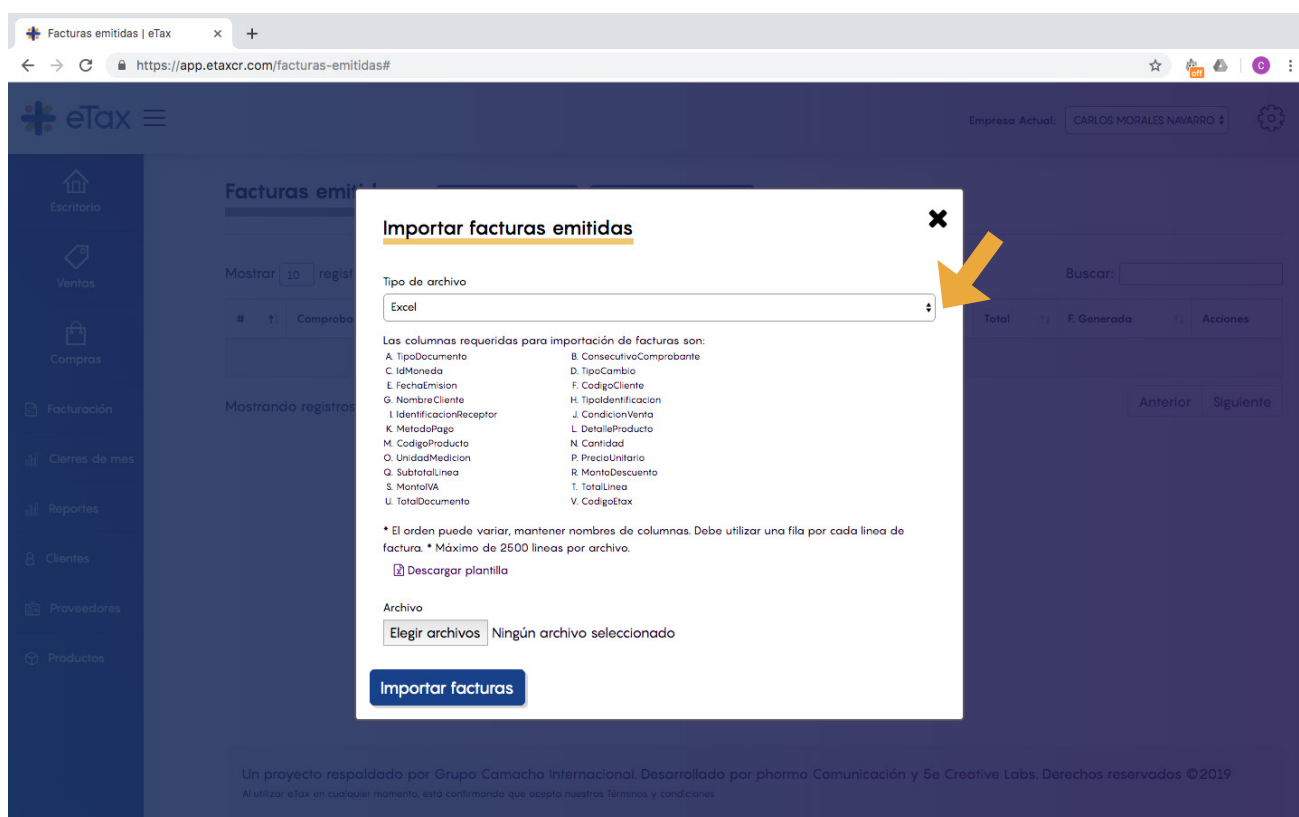 Facturas emitidas | eTax
https://app.etaxcr.com/facturas-emitidas#
off
C
eTax
Empresa Actual: CARLOS MORALES NAVARRO
Escritorio
Ventas
Compras
Facturación
Cierres de mes
Reportes
Clientes
Proveedores
Productos
Facturas emit
Mostrar 10 regist
Buscar:
# Comproba
Total F. Generada Acciones
Mostrando registros
Anterior Siguiente
Importar facturas emitidas
Tipo de archivo
Excel
Las columnas requeridas para importación de facturas son:
A. TipoDocumento B. ConsecutivoComprobante
C. IdMoneda D. TipoCambio
E. FechaEmision F. CodigoCliente
G. NombreCliente H. TipoIdentificacion
I. IdentificacionReceptor J. CondicionVenta
K. MetodoPago L. DetalleProducto
M. CodigoProducto N. Cantidad
O. UnidadMedicion P. PrecioUnitario
Q. SubtotalLinea R. MontoDescuento
S. MontoIVA T. TotalLinea
U. TotalDocumento V. CodigoEtax
* El orden puede variar, mantener nombres de columnas. Debe utilizar una fila por cada linea de
factura. * Máximo de 2500 lineas por archivo.
Descargar plantilla
Archivo
Elegir archivos Ningún archivo seleccionado
Importar facturas
Un proyecto respaldado por Grupo Camacho Internacional. Desarrollado por phormo Comunicación y 5e Creative Labs. Derechos reservados ©2019
Al utilizar eTax en cualquier momento, está confirmando que acepta nuestros Términos y condiciones